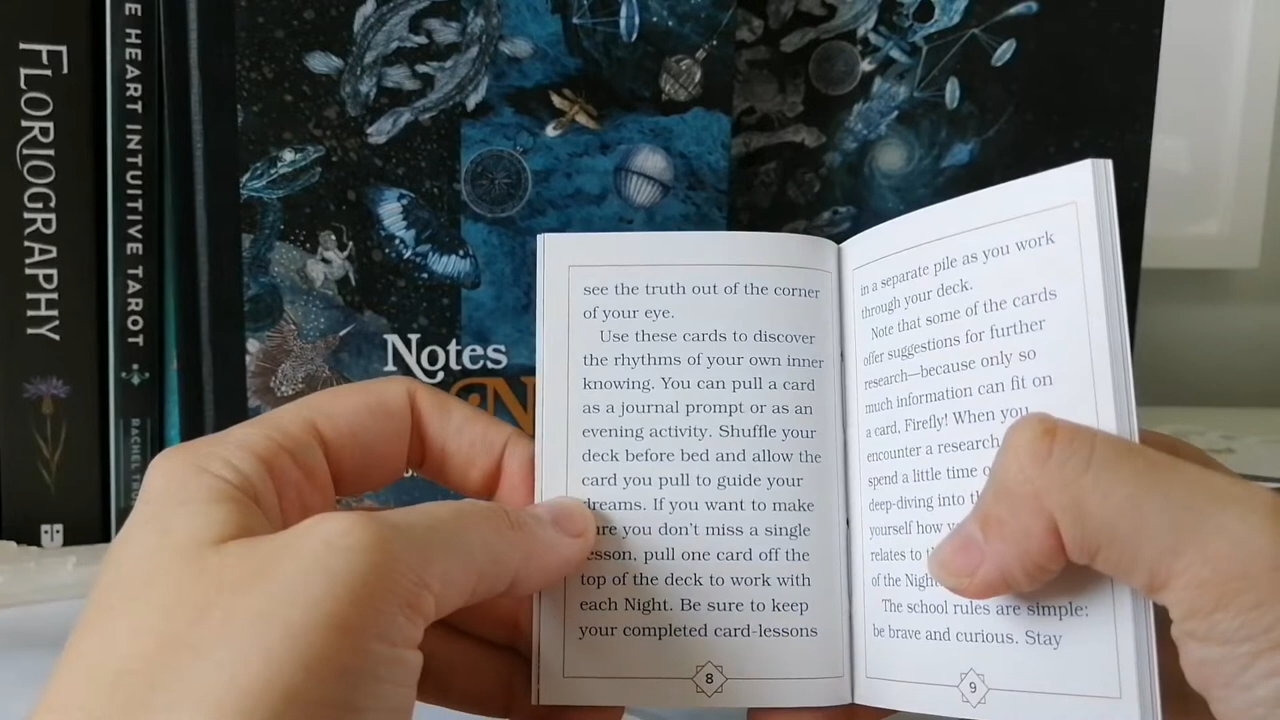 FLORIOGRAPHY
E HEART INTUITIVE TAROT
RACHEL
Notes
N
see the truth out of the corner
of your eye.
Use these cards to discover
the rhythms of your own inner
knowing. You can pull a card
as a journal prompt or as an
evening activity. Shuffle your
deck before bed and allow the
card you pull to guide your
dreams. If you want to make
sure you don't miss a single
lesson, pull one card off the
top of the deck to work with
each Night. Be sure to keep
your completed card-lessons
8
in a separate pile as you work
through your deck.
Note that some of the cards
offer suggestions for further
research—because only so
much information can fit on
a card, Firefly! When you
encounter a research
spend a little time
deep-diving into
yourself how
relates to
of the Night
The school rules are simple:
be brave and curious. Stay
9